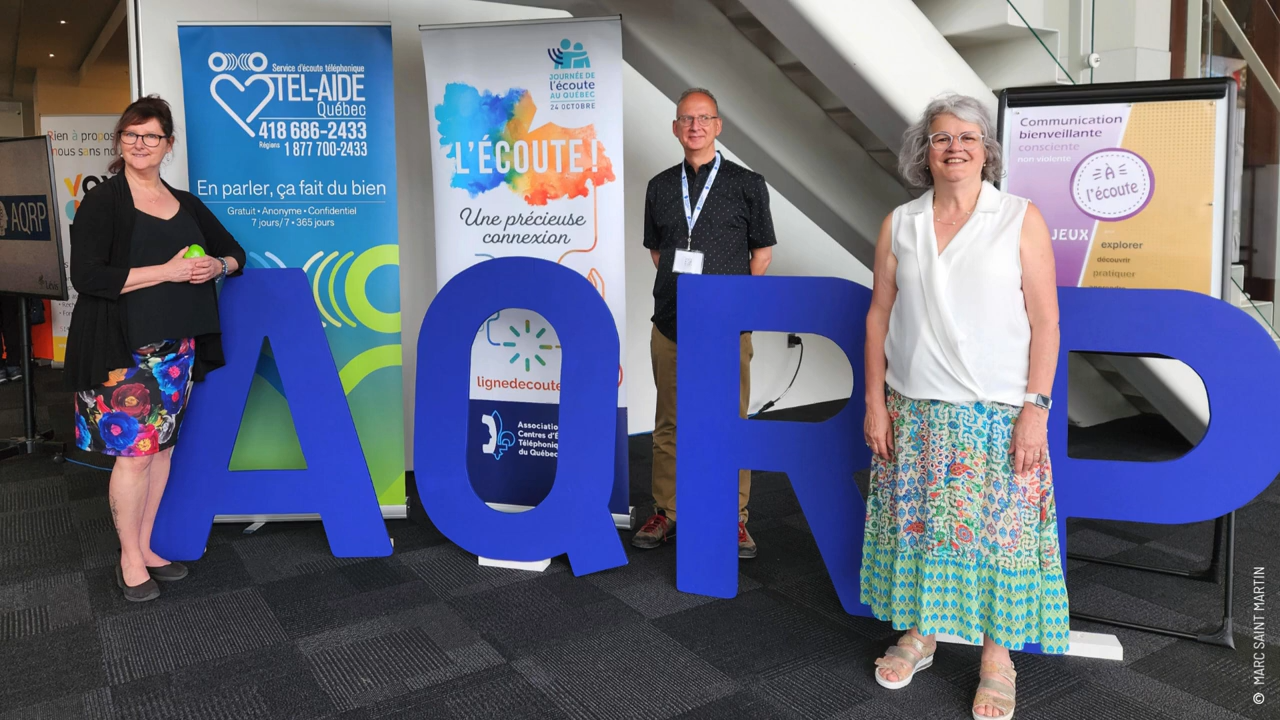 Rien à propos
nous sans no
AQRP
Service d'écoute téléphonique
TEL-AIDE
Québec
418 686-2433
Régions 1 877 700-2433
En parler, ça fait du bien
Gratuit • Anonyme • Confidentiel
7 jours/7 • 365 jours
JOURNÉE DE
l'écoute
AU QUÉBEC
24 OCTOBRE
L'ÉCOUTE!
Une précieuse
connexion
lignedecoute
Association
Centres d'É
Téléphoniq
du Québec
Communication
bienveillante
consciente
non violente
À
l'écoute
JEUX
explorer
découvrir
pratiquer
AQRP
© MARC SAINT MARTIN